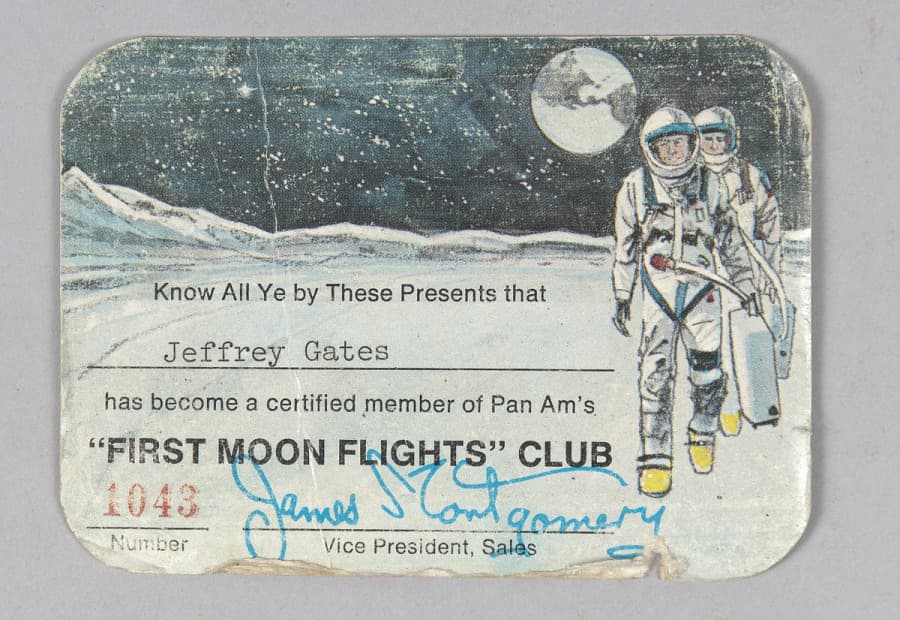 Know All Ye by These Presents that
Jeffrey Gates
has become a certified member of Pan Am's
"FIRST MOON FLIGHTS" CLUB
1043
James Montgomery
Number
Vice President, Sales